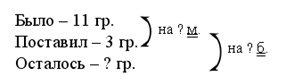 Было – 11 гр.
на ? м.
Поставил – 3 гр.
на ? б.
Осталось – ? гр.